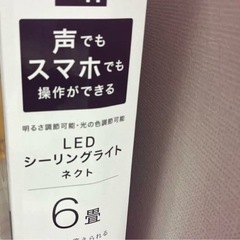 声でも
スマホでも
操作ができる
明るさ調節可能・光の色調節可能
LED
シーリングライト
ネクト
6畳